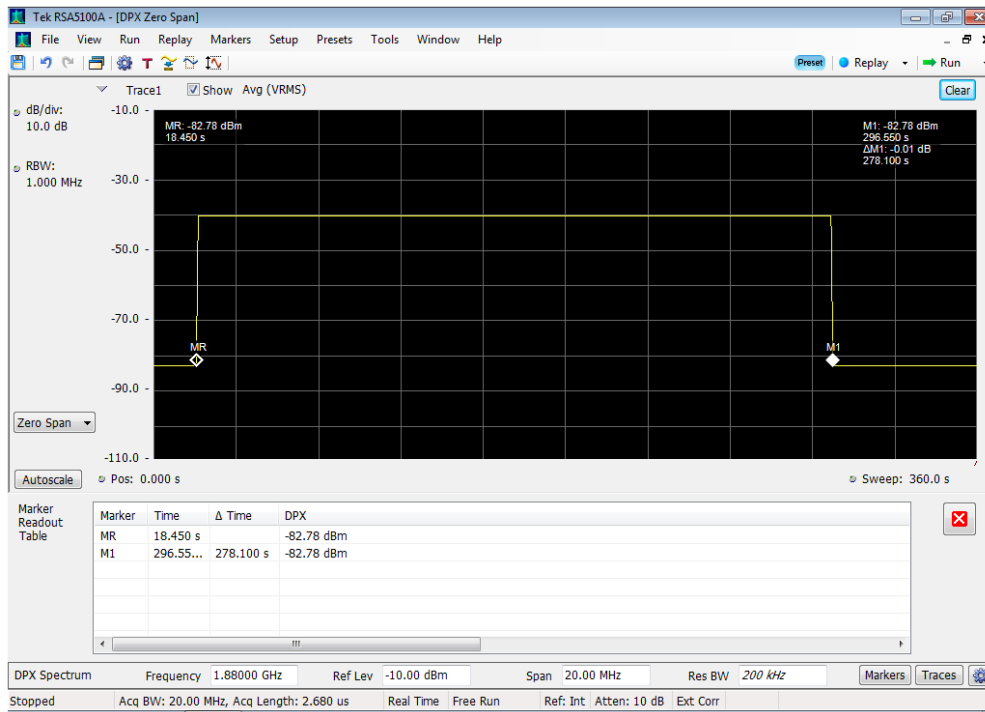 Tek RSA5100A - [DPX Zero Span]
File View Run Replay Markers Setup Presets Tools Window Help
T Preset Replay Run
Trace1 Show Avg (VRMS) Clear
dB/div:
10.0 dB
RBW:
1.000 MHz
-10.0
-30.0
-50.0
-70.0
-90.0
-110.0
MR: -82.78 dBm
18.450 s
M1: -82.78 dBm
296.550 s
ΔM1: -0.01 dB
278.100 s
MR
M1
Zero Span
Autoscale Pos: 0.000 s Sweep: 360.0 s
Marker
Readout
Table
Marker Time Δ Time DPX
MR 18.450 s -82.78 dBm
M1 296.55... 278.100 s -82.78 dBm
DPX Spectrum Frequency 1.88000 GHz Ref Lev -10.00 dBm Span 20.00 MHz Res BW 200 kHz Markers Traces
Stopped Acq BW: 20.00 MHz, Acq Length: 2.680 us Real Time Free Run Ref: Int Atten: 10 dB Ext Corr